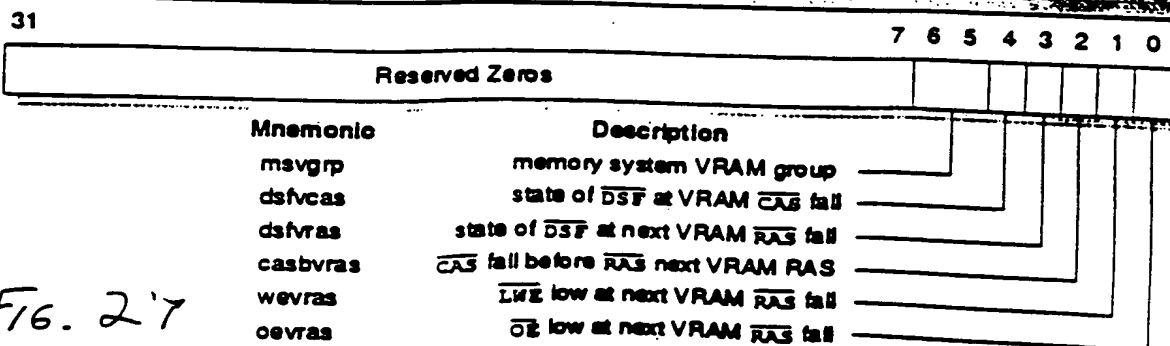 31 7 6 5 4 3 2 1 0
Reserved Zeros
Mnemonic Description
msvgrp memory system VRAM group
dsfvcas state of DSF at VRAM CAS fall
dsfvras state of DSF at next VRAM RAS fall
casbvras CAS fall before RAS next VRAM RAS
wevras LWE low at next VRAM RAS fall
oevras OE low at next VRAM RAS fall
FIG. 27